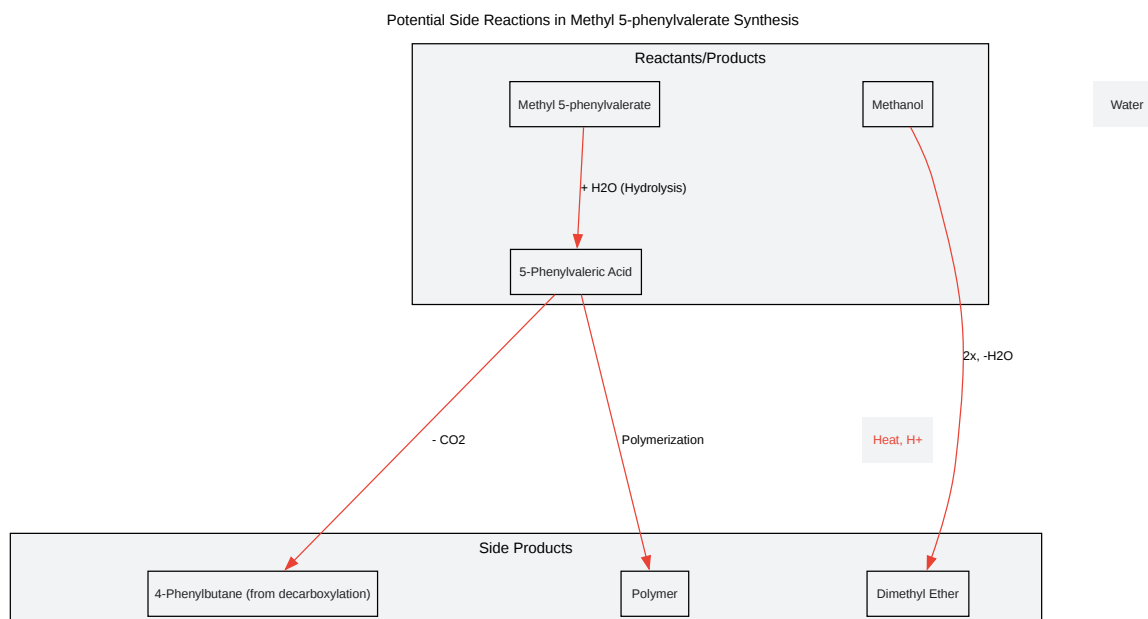 Potential Side Reactions in Methyl 5-phenylvalerate Synthesis
Reactants/Products
Methyl 5-phenylvalerate
Methanol
Water
+ H2O (Hydrolysis)
5-Phenylvaleric Acid
2x, -H2O
- CO2
Polymerization
Heat, H+
Side Products
4-Phenylbutane (from decarboxylation)
Polymer
Dimethyl Ether